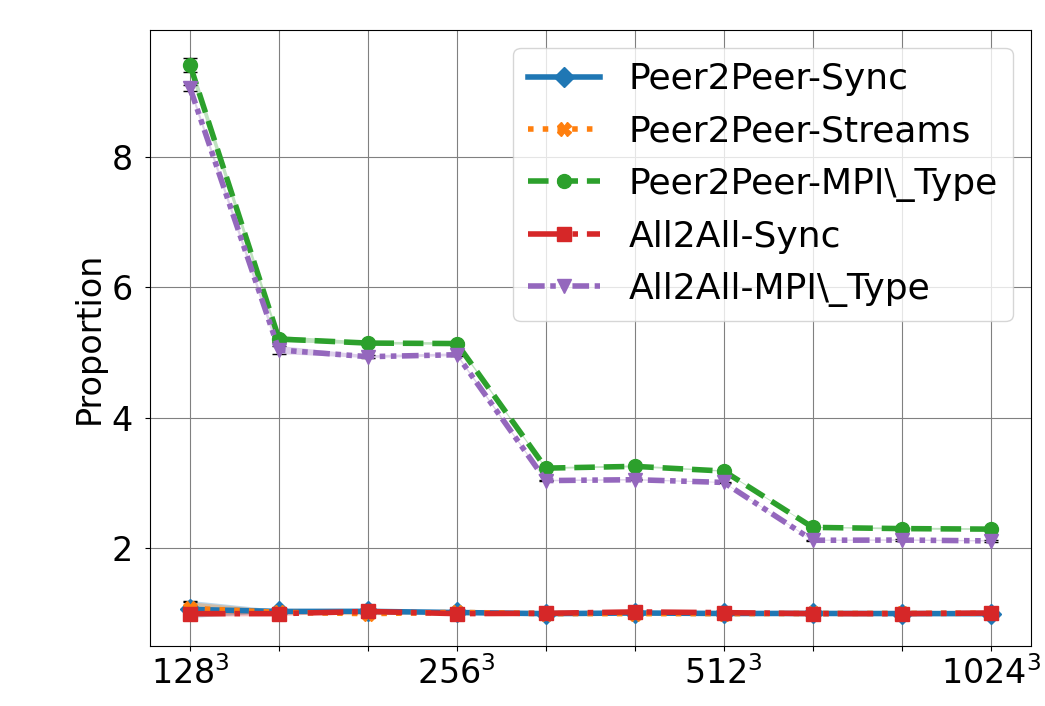 Peer2Peer-Sync
Peer2Peer-Streams
Peer2Peer-MPI\_Type
All2All-Sync
All2All-MPI\_Type
Proportion
8
6
4
2
128³ 256³ 512³ 1024³